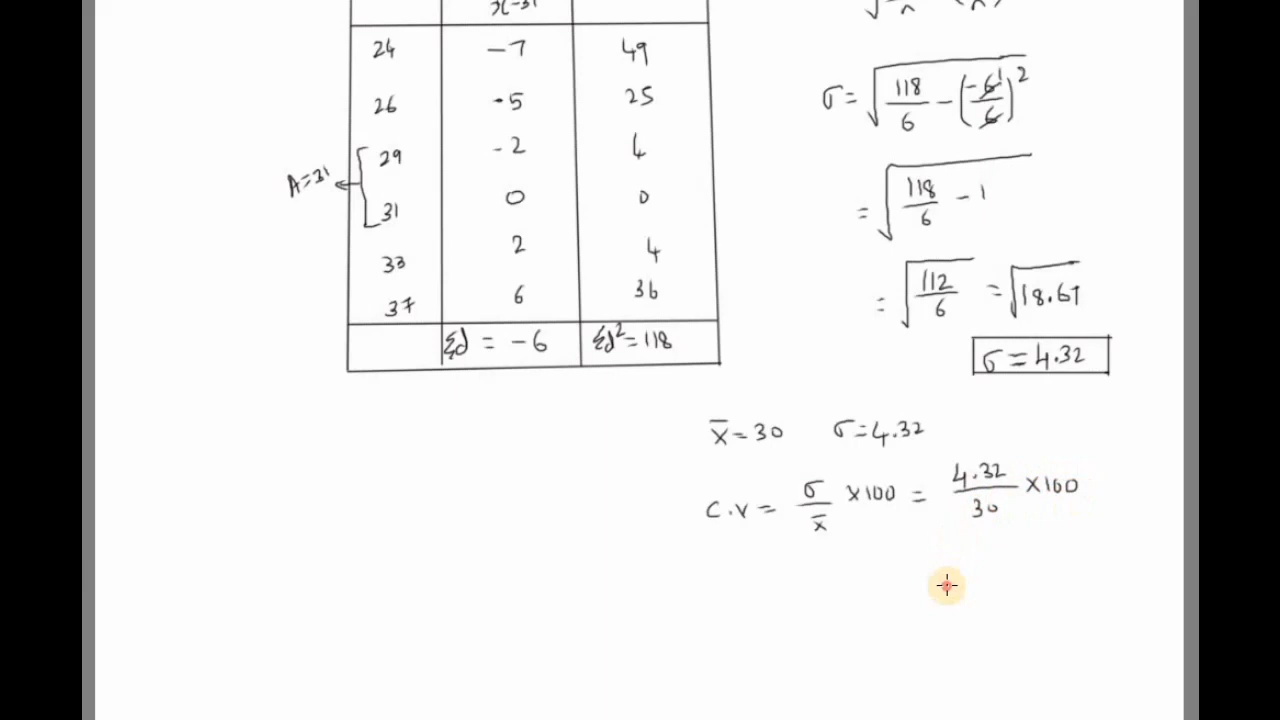 x-31
24 -7 49
26 -5 25
29 -2 4
A=31
31 0 0
33 2 4
37 6 36
Σd = -6 Σd²=118
σ = √(118/6 - (-6/6)¹)²
= √(118/6 - 1)
= √(112/6) = √18.67
σ = 4.32
x̄ = 30 σ=4.32
C.V = σ/x̄ ×100 = 4.32/30 ×100